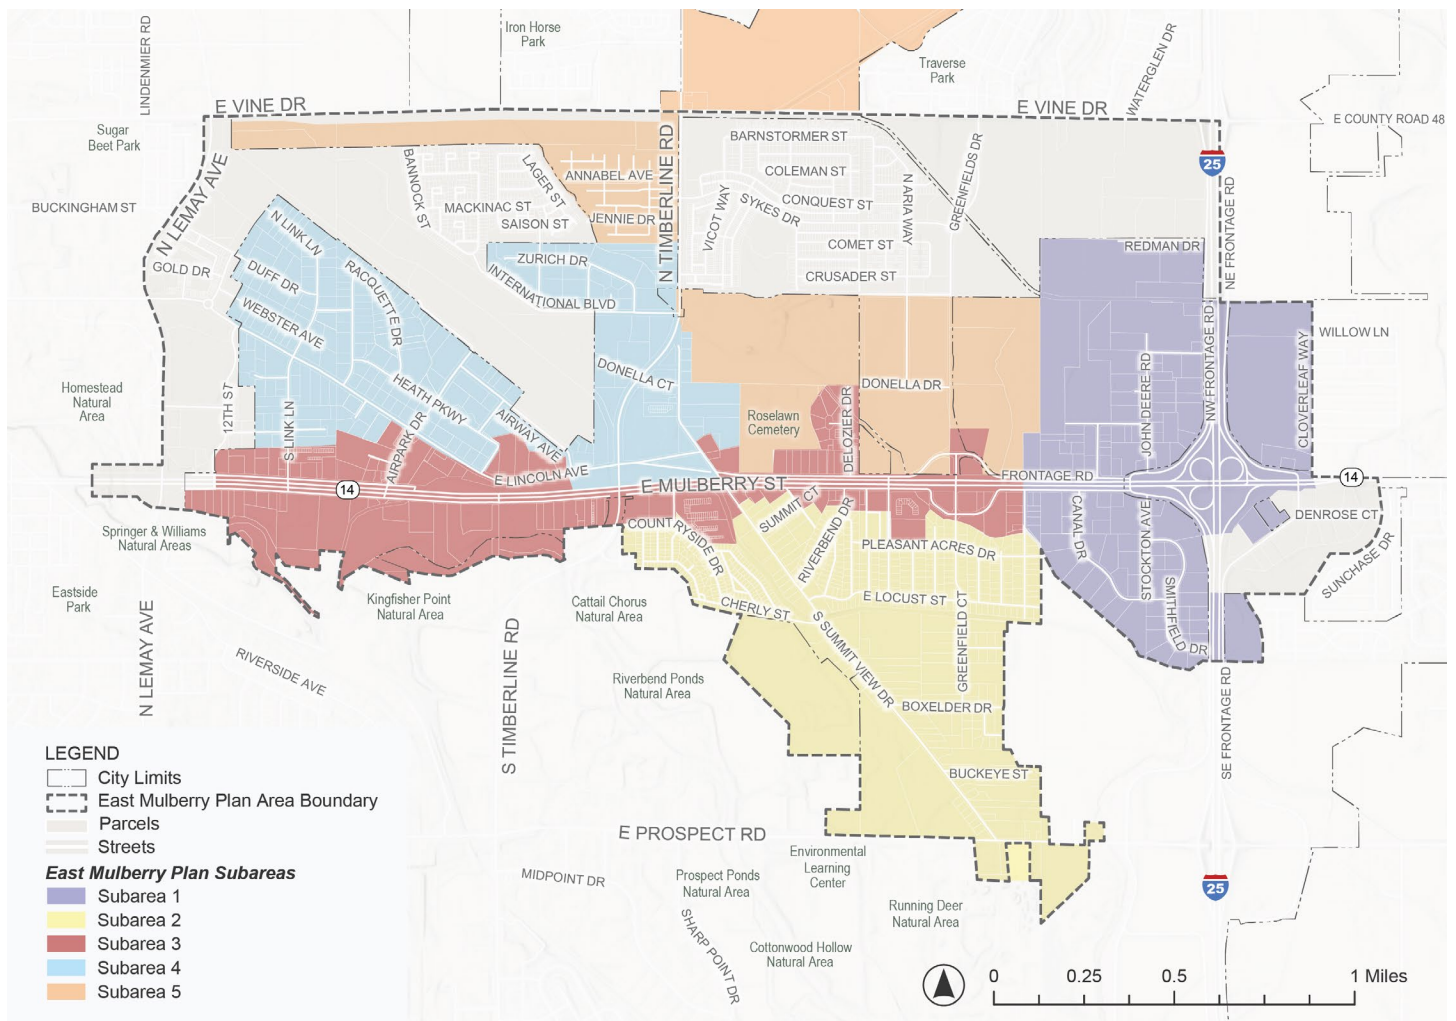 LINDENMIER RD
Iron Horse
Park
Traverse
Park
WATERGLEN DR
E VINE DR
E VINE DR
E COUNTY ROAD 48
Sugar
Beet Park
N TIMBERLINE RD
BARNSTORMER ST
25
COLEMAN ST
BANNOCK ST
LAGER ST
ANNABEL AVE
N LEMAY AVE
BUCKINGHAM ST
MACKINAC ST
SAISON ST
JENNIE DR
VICOT WAY
SYKES DR
CONQUEST ST
N ARIA WAY
GREENFIELDS DR
NE FRONTAGE RD
N LINK LN
COMET ST
REDMAN DR
GOLD DR
DUFF DR
RACQUETTE DR
ZURICH DR
INTERNATIONAL BLVD
CRUSADER ST
WEBSTER AVE
NW FRONTAGE RD
WILLOW LN
CLOVERLEAF WAY
DONELLA CT
JOHN DEERE RD
Homestead
Natural
Area
12TH ST
HEATH PKWY
DONELLA DR
S LINK LN
AIRPARK DR
AIRWAY AVE
Roselawn
Cemetery
DELOZIER DR
E LINCOLN AVE
E MULBERRY ST
FRONTAGE RD
14
14
SUMMIT CT
DENROSE CT
Springer & Williams
Natural Areas
COUNTRYSIDE DR
RIVERBEND DR
PLEASANT ACRES DR
CANAL DR
STOCKTON AVE
SUNCHASE DR
Eastside
Park
Kingfisher Point
Natural Area
Cattail Chorus
Natural Area
CHERLY ST
E LOCUST ST
GREENFIELD CT
SMITHFIELD DR
N LEMAY AVE
S TIMBERLINE RD
S SUMMIT VIEW DR
RIVERSIDE AVE
Riverbend Ponds
Natural Area
BOXELDER DR
SE FRONTAGE RD
BUCKEYE ST
LEGEND
City Limits
East Mulberry Plan Area Boundary
Parcels
Streets
East Mulberry Plan Subareas
Subarea 1
Subarea 2
Subarea 3
Subarea 4
Subarea 5
E PROSPECT RD
Environmental
Learning
Center
MIDPOINT DR
Prospect Ponds
Natural Area
25
Running Deer
Natural Area
SHARP POINT DR
Cottonwood Hollow
Natural Area
0 0.25 0.5 1 Miles